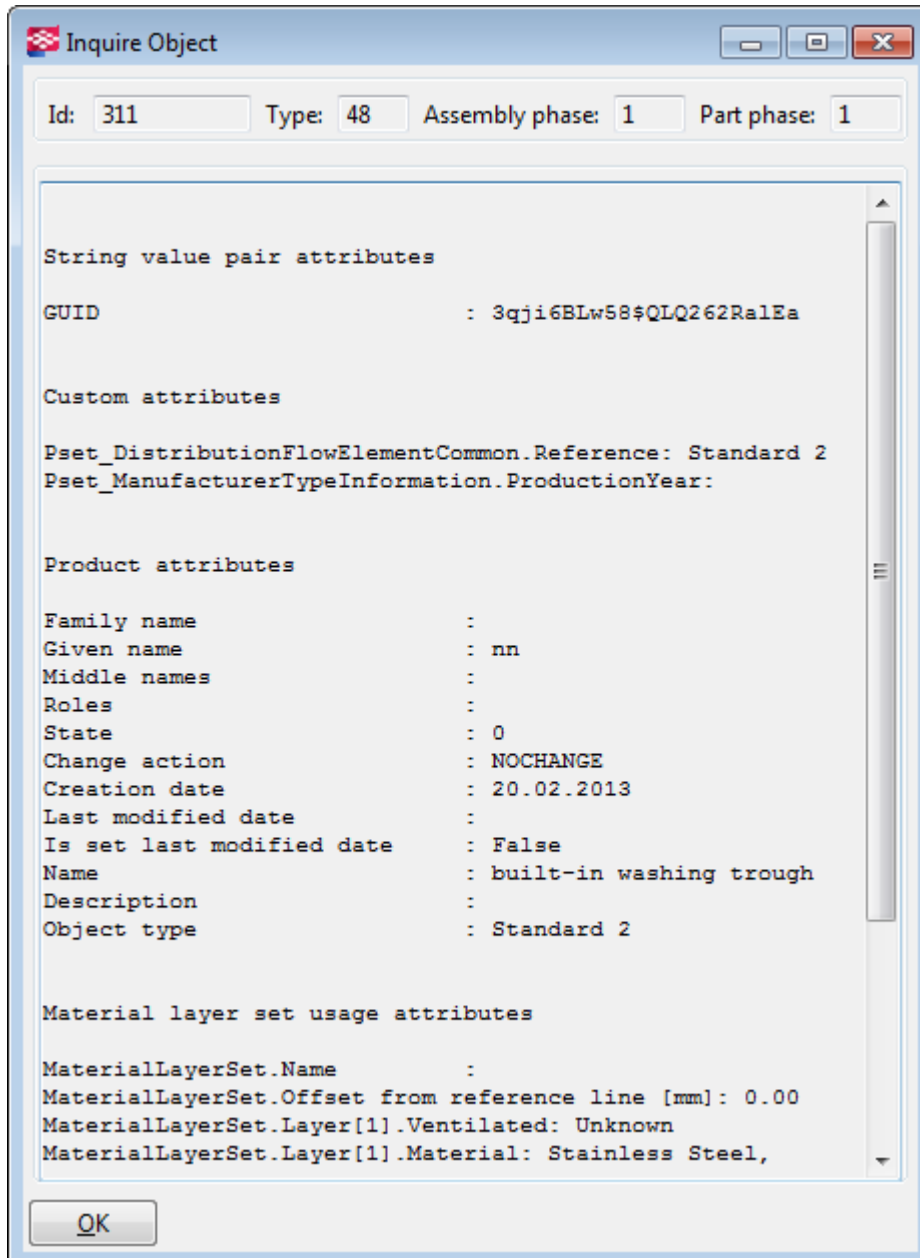 Inquire Object
Id: 311 Type: 48 Assembly phase: 1 Part phase: 1
String value pair attributes
GUID : 3qji6BLw58$QLQ262RalEa
Custom attributes
Pset_DistributionFlowElementCommon.Reference: Standard 2
Pset_ManufacturerTypeInformation.ProductionYear:
Product attributes
Family name :
Given name : nn
Middle names :
Roles :
State : 0
Change action : NOCHANGE
Creation date : 20.02.2013
Last modified date :
Is set last modified date : False
Name : built-in washing trough
Description :
Object type : Standard 2
Material layer set usage attributes
MaterialLayerSet.Name :
MaterialLayerSet.Offset from reference line [mm]: 0.00
MaterialLayerSet.Layer[1].Ventilated: Unknown
MaterialLayerSet.Layer[1].Material: Stainless Steel,
OK